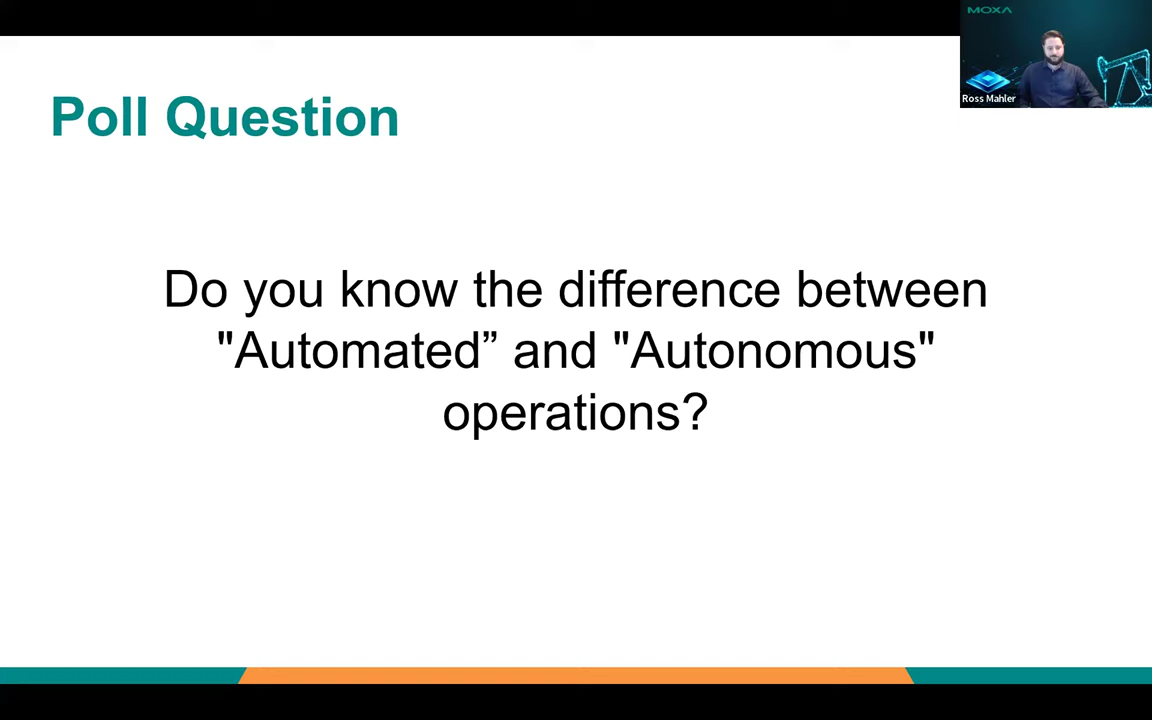 MOXA
Ross Mahler
Poll Question
Do you know the difference between
"Automated” and "Autonomous"
operations?